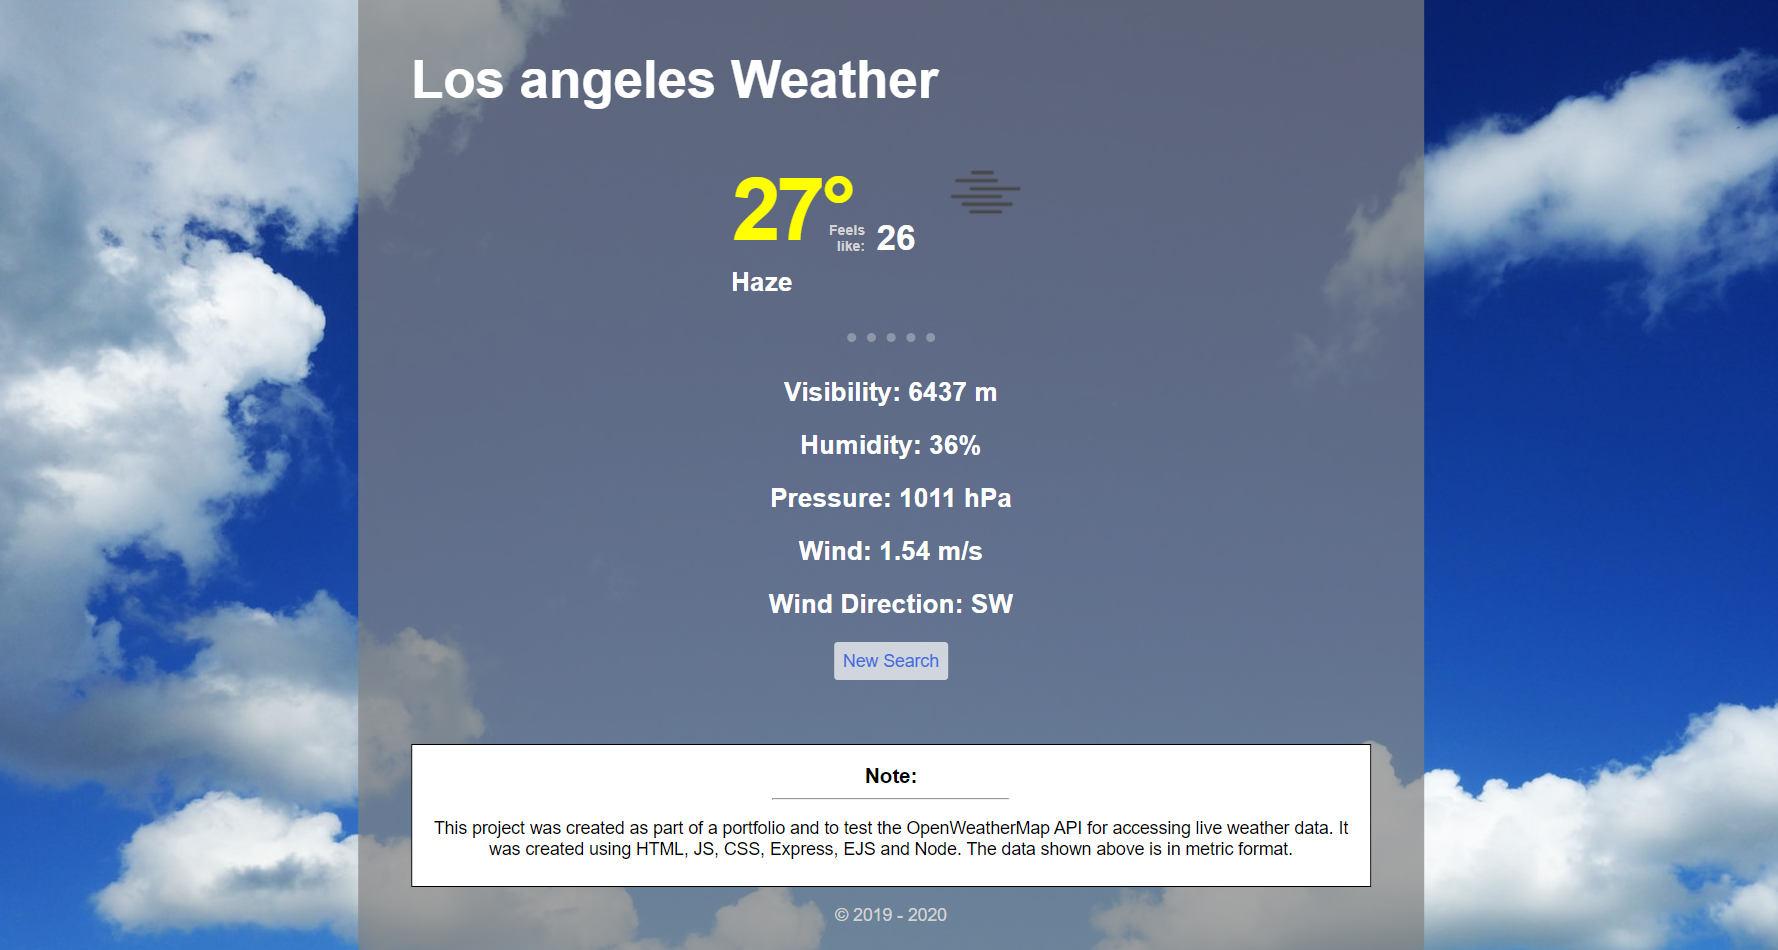 Los angeles Weather
27°
Feels
like: 26
Haze
Visibility: 6437 m
Humidity: 36%
Pressure: 1011 hPa
Wind: 1.54 m/s
Wind Direction: SW
New Search
Note:
This project was created as part of a portfolio and to test the OpenWeatherMap API for accessing live weather data. It
was created using HTML, JS, CSS, Express, EJS and Node. The data shown above is in metric format.
© 2019 - 2020